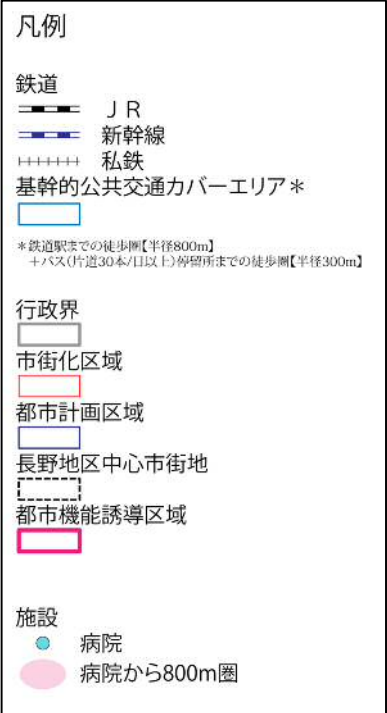 凡例
鉄道
ＪＲ
新幹線
私鉄
基幹的公共交通カバーエリア＊
＊鉄道駅までの徒歩圏【半径800m】
＋バス（片道30本/日以上）停留所までの徒歩圏【半径300m】
行政界
市街化区域
都市計画区域
長野地区中心市街地
都市機能誘導区域
施設
病院
病院から800m圏